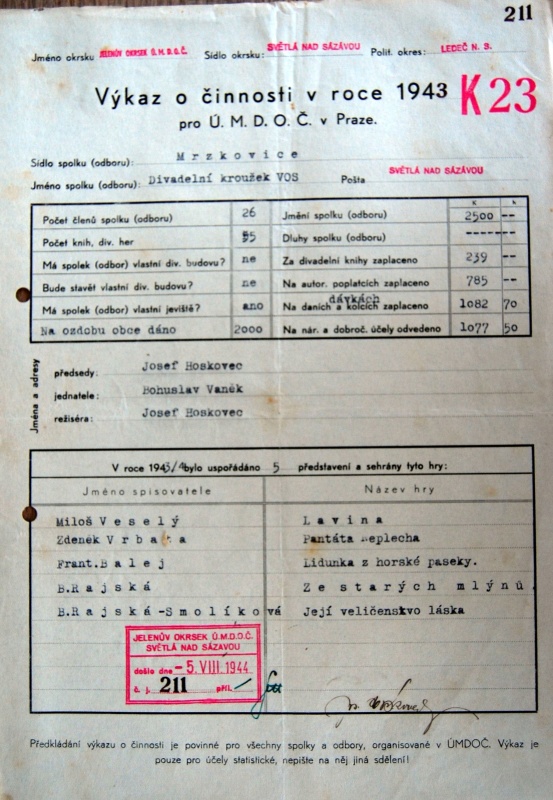 211
Jméno okrsku JELENŮV OKRSEK Ú.M.D.O.Č. Sídlo okrsku: SVĚTLÁ NAD SÁZAVOU Polit. okres: LEDEČ N. S.
Výkaz o činnosti v roce 1943 K23
pro Ú. M. D. O. Č. v Praze.
Sídlo spolku (odboru): Mrzkovice
Jméno spolku (odboru): Divadelní kroužek VOS Pošta SVĚTLÁ NAD SÁZAVOU
K h
Počet členů spolku (odboru) 26 Jmění spolku (odboru) 2500 --
Počet knih, div. her 55 Dluhy spolku (odboru) -------
Má spolek (odbor) vlastní div. budovu? ne Za divadelní knihy zaplaceno 239 --
Bude stavět vlastní div. budovu? ne Na autor. poplatcích zaplaceno 785 --
Má spolek (odbor) vlastní jeviště? ano Na daních a kolcích dávkách zaplaceno 1082 70
Na ozdobu obce dáno 2000 Na nár. a dobroč. účely odvedeno 1077 50
Jména a adresy
předsedy: Josef Hoskovec
jednatele: Bohuslav Vaněk
režiséra: Josef Hoskovec
V roce 1943/4 bylo uspořádáno 5 představení a sehrány tyto hry:
Jméno spisovatele Název hry
Miloš Veselý Lavina
Zdeněk Vrbata Pantáta Neplecha
Frant.Balej Lidunka z horské paseky.
B.Rajská Ze starých mlýnů
B.Rajská-Smolíková Její veličenstvo láska
JELENŮV OKRSEK Ú.M.D.O.Č.
SVĚTLÁ NAD SÁZAVOU
došlo dne -5. VIII. 1944
č. j. 211 příl.
Předkládání výkazu o činnosti je povinné pro všechny spolky a odbory, organisované v ÚMDOČ. Výkaz je
pouze pro účely statistické, nepište na něj jiná sdělení!